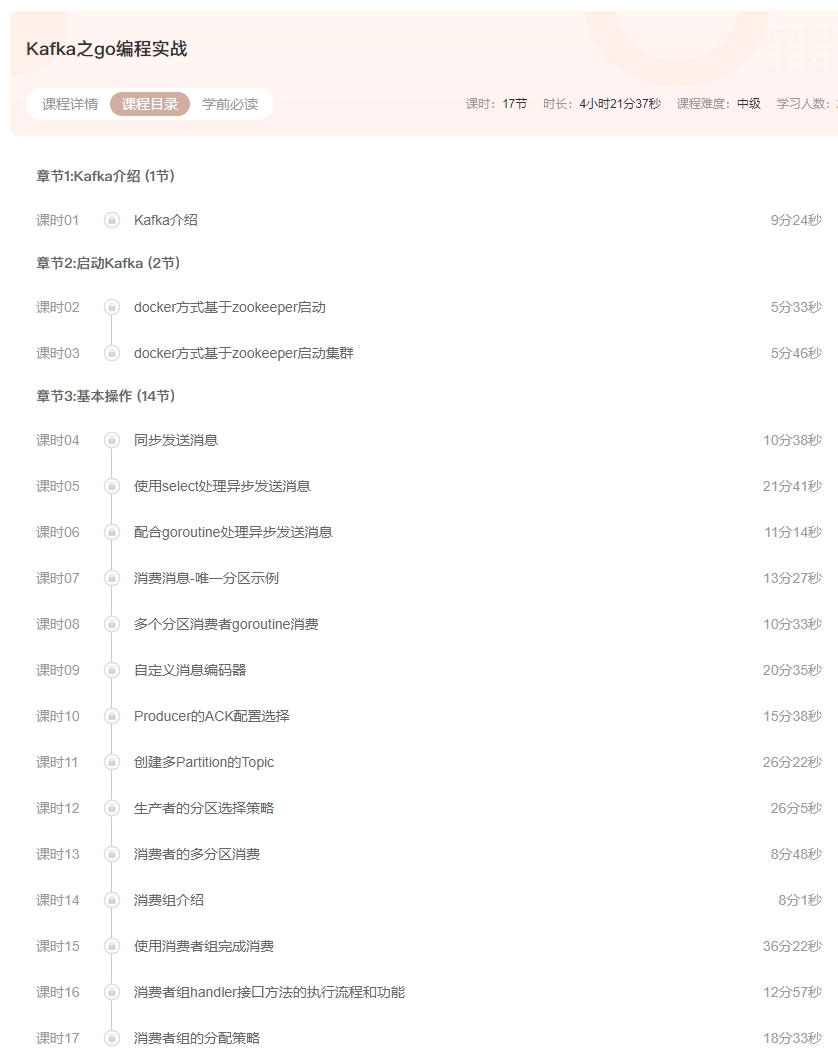 Kafka之go编程实战
课程详情 课程目录 学前必读 课时：17节 时长：4小时21分37秒 课程难度：中级 学习人数：
章节1:Kafka介绍 (1节)
课时01 Kafka介绍 9分24秒
章节2:启动Kafka (2节)
课时02 docker方式基于zookeeper启动 5分33秒
课时03 docker方式基于zookeeper启动集群 5分46秒
章节3:基本操作 (14节)
课时04 同步发送消息 10分38秒
课时05 使用select处理异步发送消息 21分41秒
课时06 配合goroutine处理异步发送消息 11分14秒
课时07 消费消息-唯一分区示例 13分27秒
课时08 多个分区消费者goroutine消费 10分33秒
课时09 自定义消息编码器 20分35秒
课时10 Producer的ACK配置选择 15分38秒
课时11 创建多Partition的Topic 26分22秒
课时12 生产者的分区选择策略 26分5秒
课时13 消费者的多分区消费 8分48秒
课时14 消费组介绍 8分1秒
课时15 使用消费者组完成消费 36分22秒
课时16 消费者组handler接口方法的执行流程和功能 12分57秒
课时17 消费者组的分配策略 18分33秒